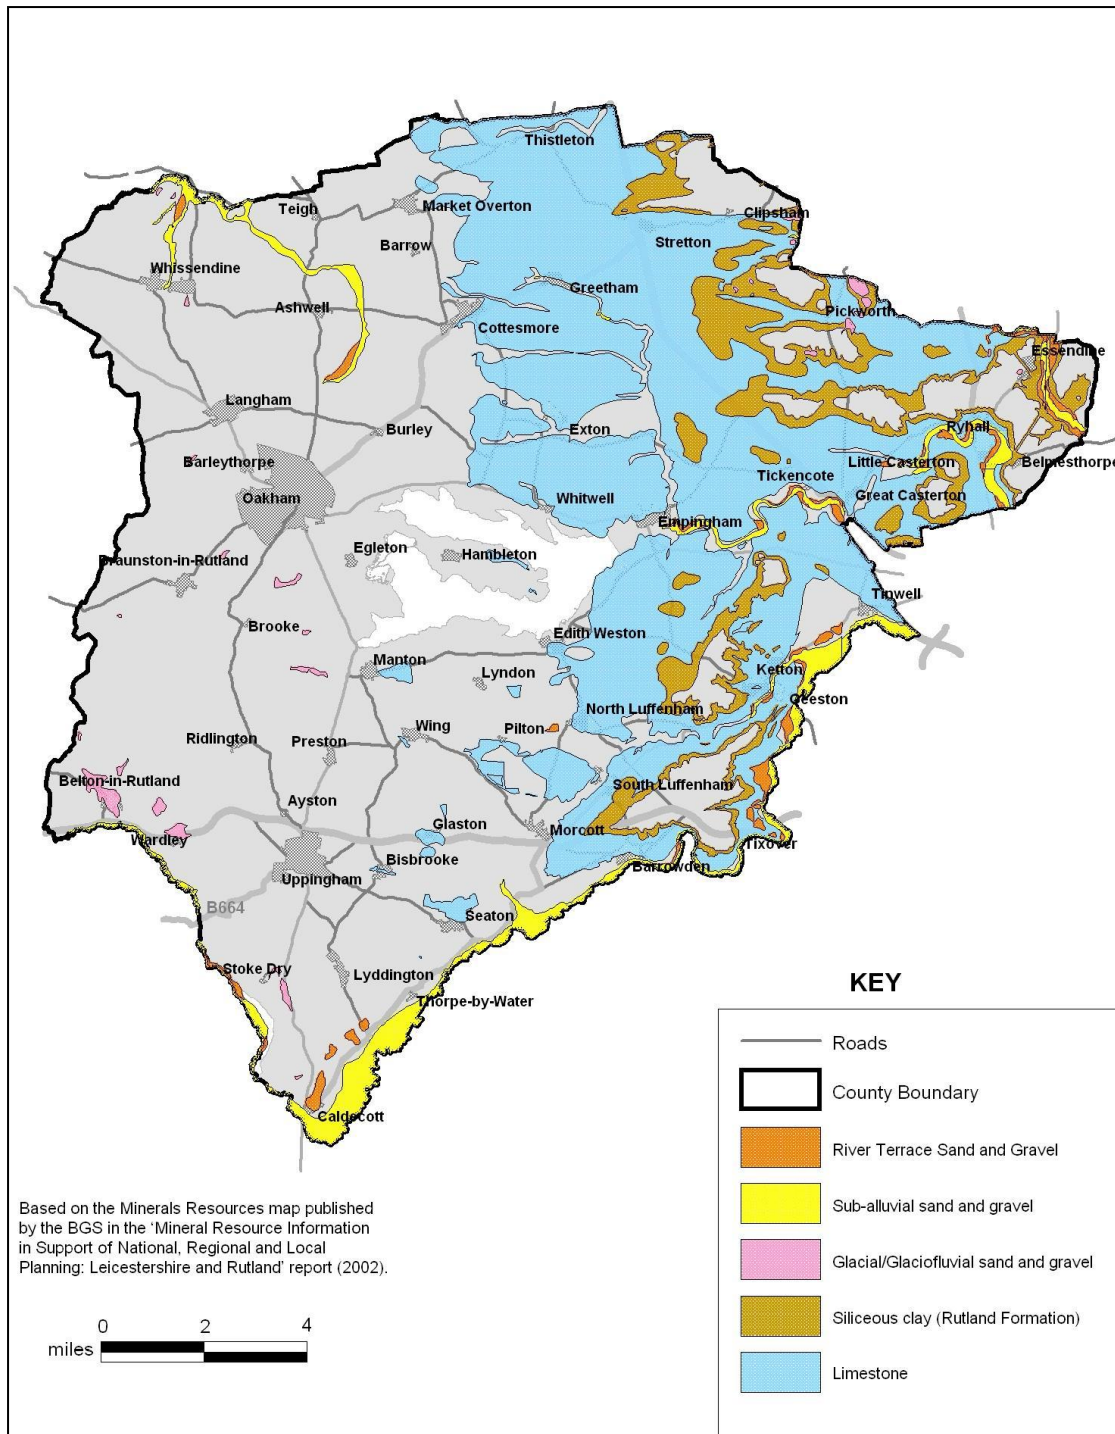 Thistleton
Teigh
Market Overton
Clipsham
Stretton
Barrow
Whissendine
Greetham
Ashwell
Pickworth
Cottesmore
Essendine
Langham
Burley
Exton
Ryhall
Barleythorpe
Little Casterton
Belmesthorpe
Tickencote
Oakham
Whitwell
Great Casterton
Empingham
Egleton
Hambleton
Braunston-in-Rutland
Tinwell
Brooke
Edith Weston
Manton
Lyndon
Ketton
Geeston
North Luffenham
Ridlington
Preston
Wing
Pilton
Belton-in-Rutland
South Luffenham
Ayston
Glaston
Morcott
Wardley
Tixover
Bisbrooke
Barrowden
Uppingham
B664
Seaton
Stoke Dry
Lyddington
Thorpe-by-Water
Caldecott
KEY
Roads
County Boundary
River Terrace Sand and Gravel
Sub-alluvial sand and gravel
Glacial/Glaciofluvial sand and gravel
Siliceous clay (Rutland Formation)
Limestone
Based on the Minerals Resources map published
by the BGS in the ‘Mineral Resource Information
in Support of National, Regional and Local
Planning: Leicestershire and Rutland’ report (2002).
0 2 4
miles